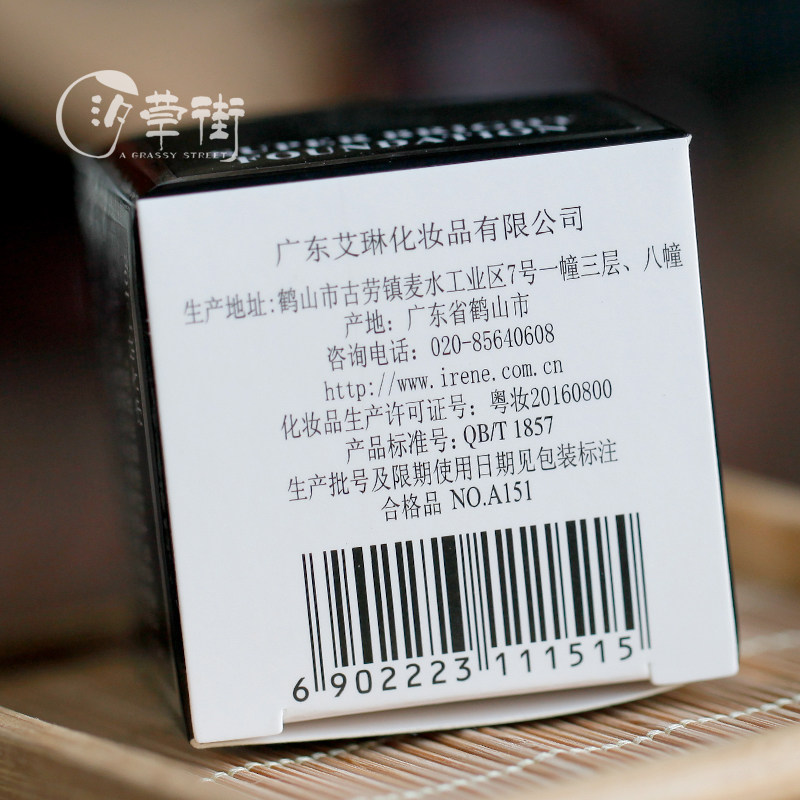 汐草街
A GRASSY STREET
SUPER BRIGHT
FOUNDATION
广东艾琳化妆品有限公司
生产地址:鹤山市古劳镇麦水工业区7号一幢三层、八幢
产地：广东省鹤山市
咨询电话：020-85640608
http://www.irene.com.cn
化妆品生产许可证号：粤妆20160800
产品标准号:QB/T 1857
生产批号及限期使用日期见包装标注
合格品 NO.A151
6 902223 111515